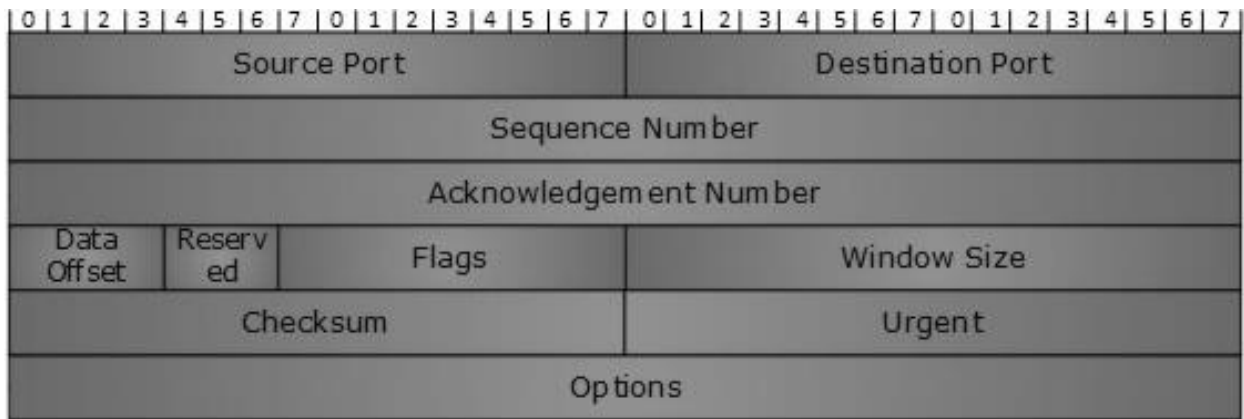 0 1 2 3 4 5 6 7 0 1 2 3 4 5 6 7 0 1 2 3 4 5 6 7 0 1 2 3 4 5 6 7
Source Port Destination Port
Sequence Number
Acknowledgement Number
Data Offset Reserved Flags Window Size
Checksum Urgent
Options